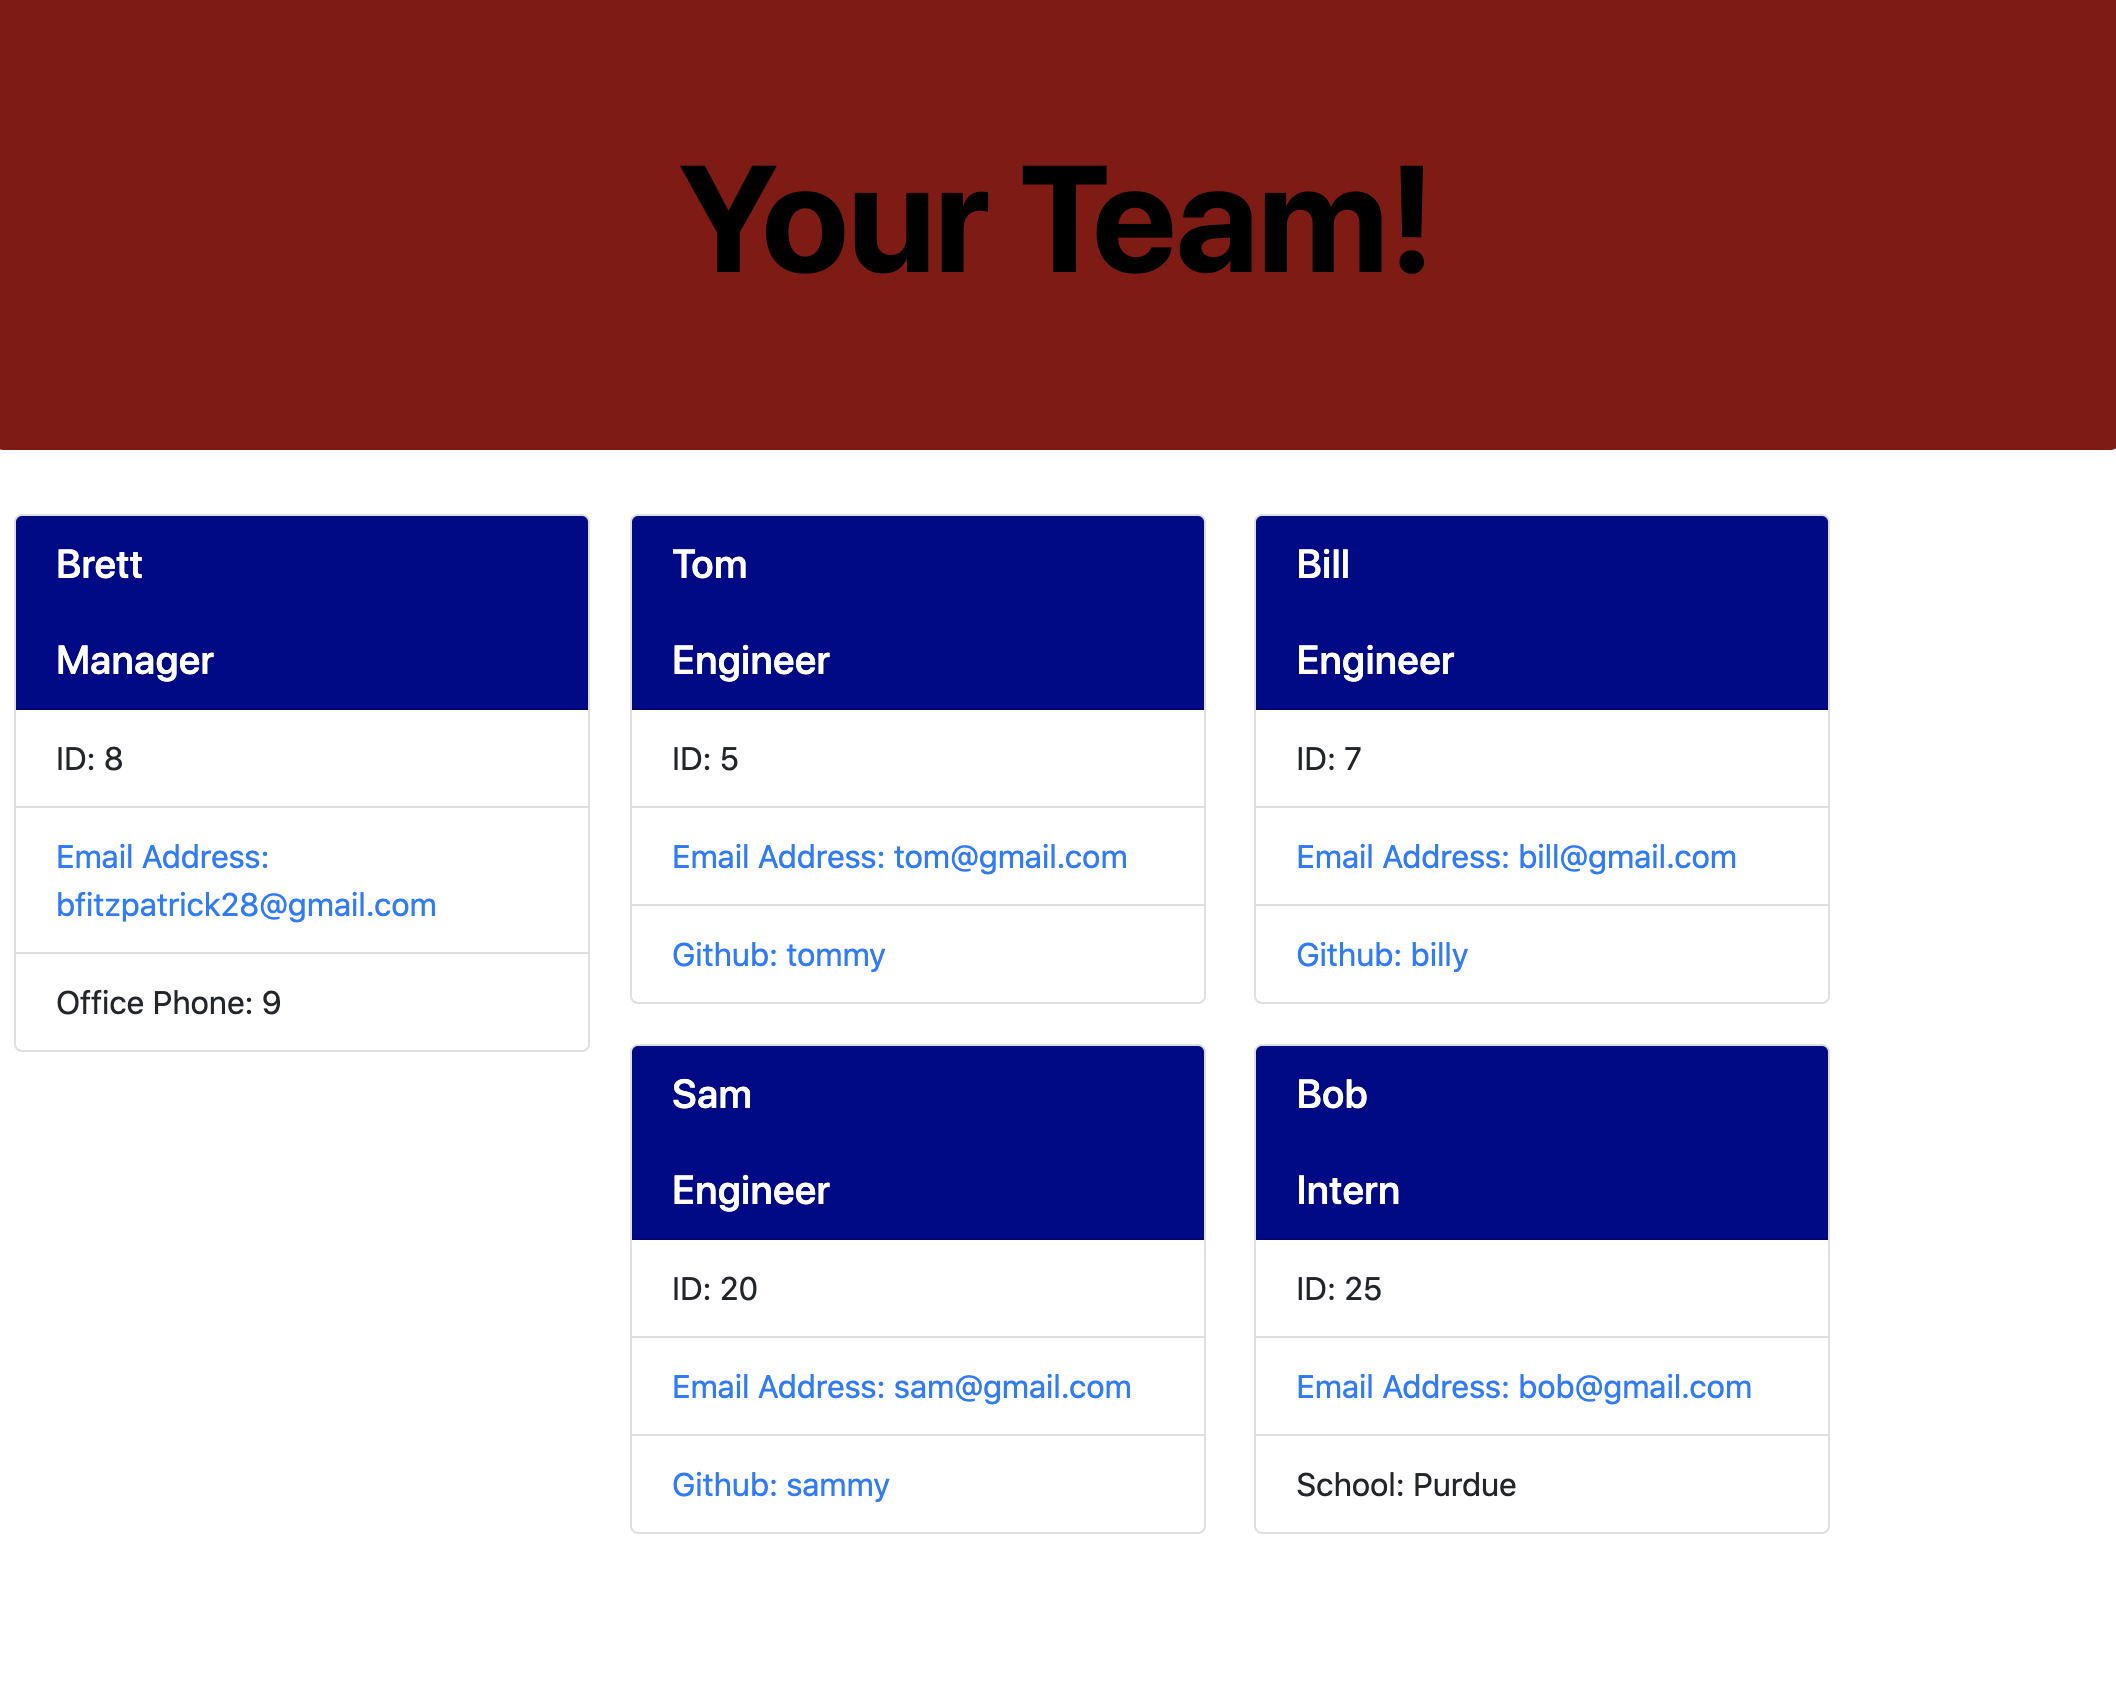 Your Team!
Brett
Manager
ID: 8
Email Address:
bfitzpatrick28@gmail.com
Office Phone: 9
Tom
Engineer
ID: 5
Email Address: tom@gmail.com
Github: tommy
Bill
Engineer
ID: 7
Email Address: bill@gmail.com
Github: billy
Sam
Engineer
ID: 20
Email Address: sam@gmail.com
Github: sammy
Bob
Intern
ID: 25
Email Address: bob@gmail.com
School: Purdue